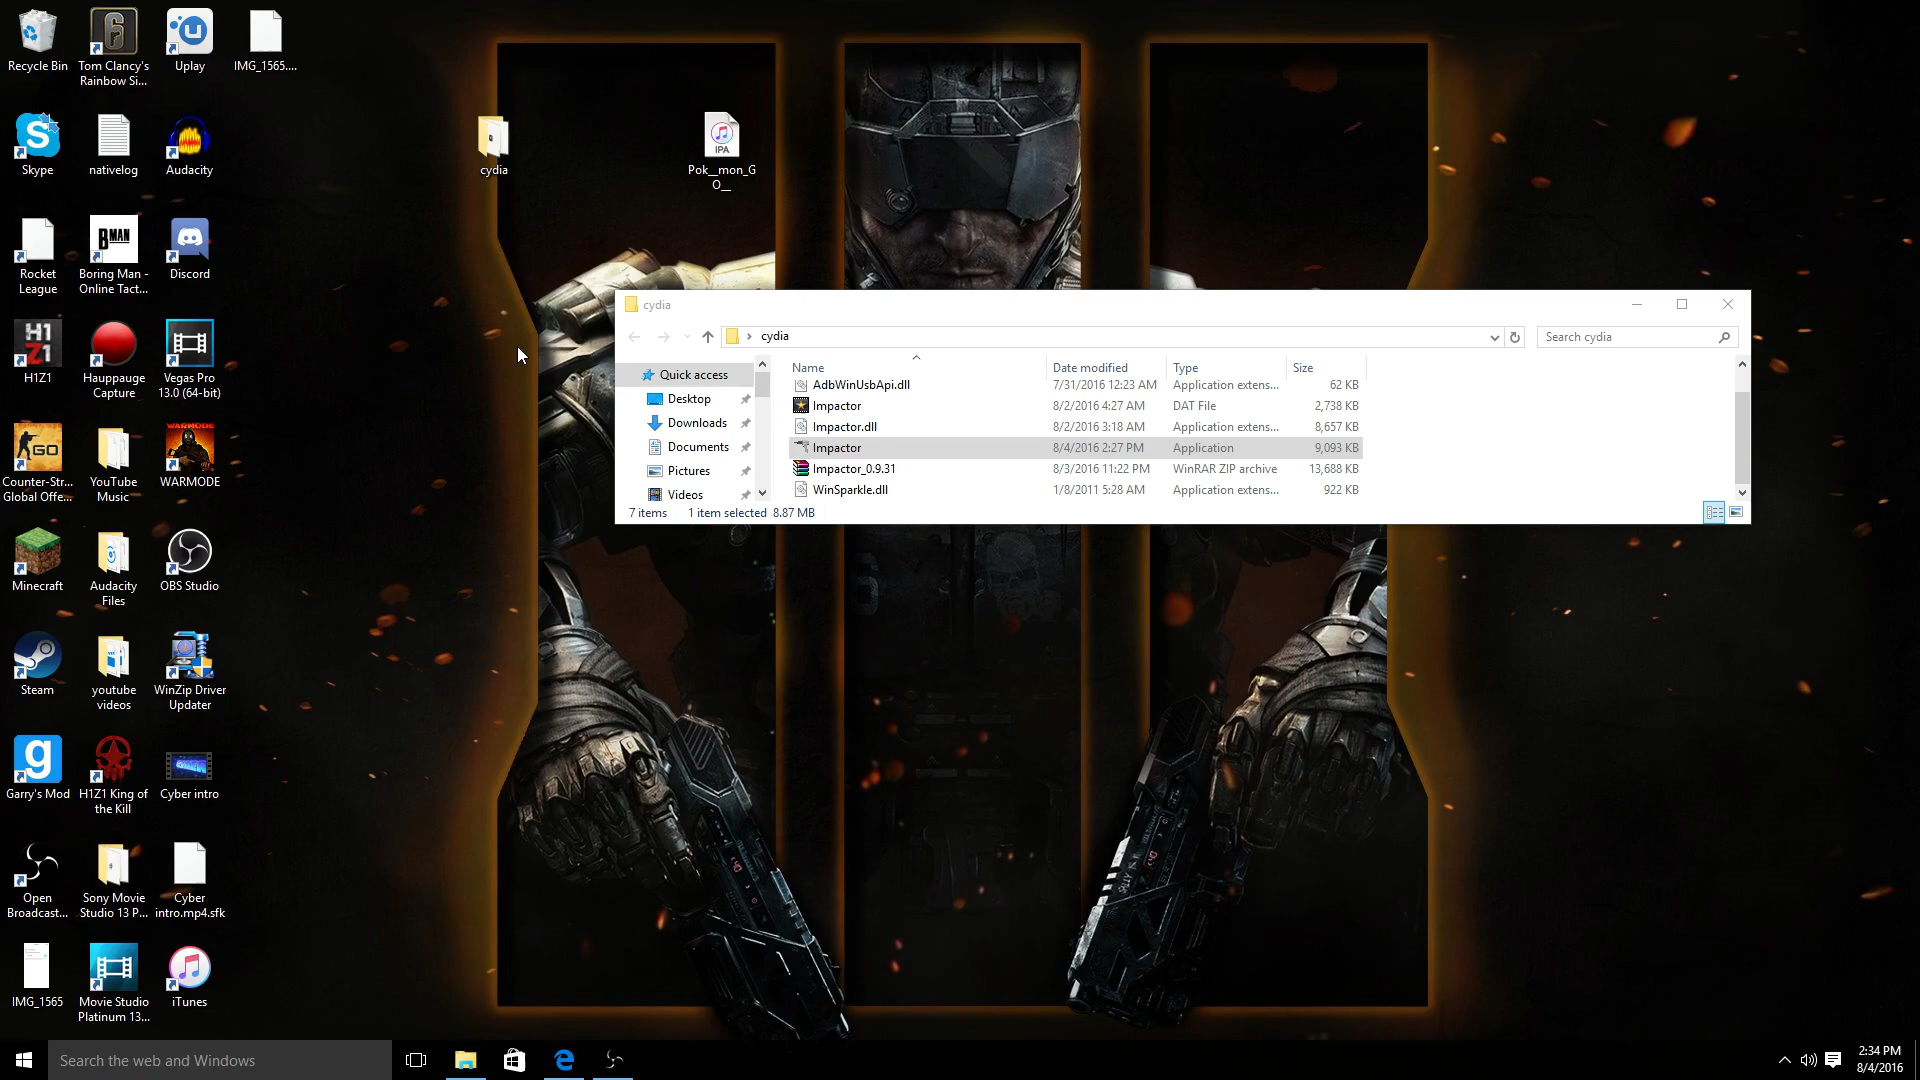 Recycle Bin
Tom Clancy's
Rainbow Si...
Uplay
IMG_1565....
Skype
nativelog
Audacity
cydia
IPA
Pok__mon_G
O__
Rocket
League
BMAN
Boring Man -
Online Tact...
Discord
H1
Z1
H1Z1
Hauppauge
Capture
Vegas Pro
13.0 (64-bit)
GO
Counter-Str...
Global Offe...
YouTube
Music
WARMODE
WARMODE
Minecraft
Audacity
Files
OBS Studio
Steam
youtube
videos
WinZip Driver
Updater
g
Garry's Mod
H1Z1 King of
the Kill
Cyber intro
Open
Broadcast...
Sony Movie
Studio 13 P...
Cyber
intro.mp4.sfk
IMG_1565
Movie Studio
Platinum 13...
iTunes
cydia
cydia
Search cydia
Quick access
Desktop
Downloads
Documents
Pictures
Videos
Name Date modified Type Size
AdbWinUsbApi.dll 7/31/2016 12:23 AM Application extens... 62 KB
Impactor 8/2/2016 4:27 AM DAT File 2,738 KB
Impactor.dll 8/2/2016 3:18 AM Application extens... 8,657 KB
Impactor 8/4/2016 2:27 PM Application 9,093 KB
Impactor_0.9.31 8/3/2016 11:22 PM WinRAR ZIP archive 13,688 KB
WinSparkle.dll 1/8/2011 5:28 AM Application extens... 922 KB
7 items 1 item selected 8.87 MB
Search the web and Windows
2:34 PM
8/4/2016